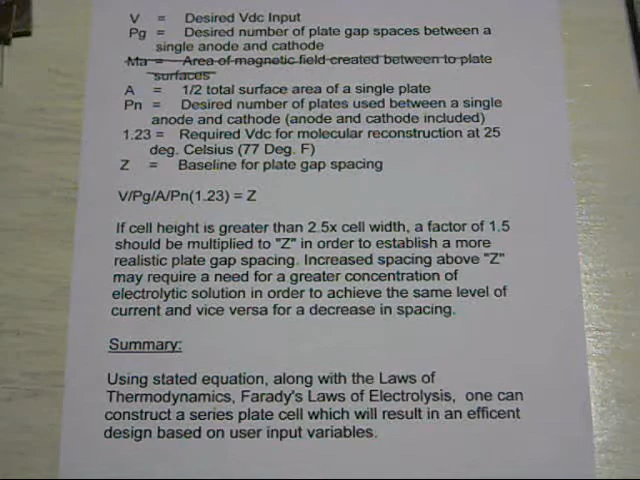 V = Desired Vdc Input
Pg = Desired number of plate gap spaces between a
single anode and cathode
Ma = Area of magnetic field created between to plate
surfaces
A = 1/2 total surface area of a single plate
Pn = Desired number of plates used between a single
anode and cathode (anode and cathode included)
1.23 = Required Vdc for molecular reconstruction at 25
deg. Celsius (77 Deg. F)
Z = Baseline for plate gap spacing
V/Pg/A/Pn(1.23) = Z
If cell height is greater than 2.5x cell width, a factor of 1.5
should be multiplied to "Z" in order to establish a more
realistic plate gap spacing. Increased spacing above "Z"
may require a need for a greater concentration of
electrolytic solution in order to achieve the same level of
current and vice versa for a decrease in spacing.
Summary:
Using stated equation, along with the Laws of
Thermodynamics, Farady's Laws of Electrolysis, one can
construct a series plate cell which will result in an efficent
design based on user input variables.